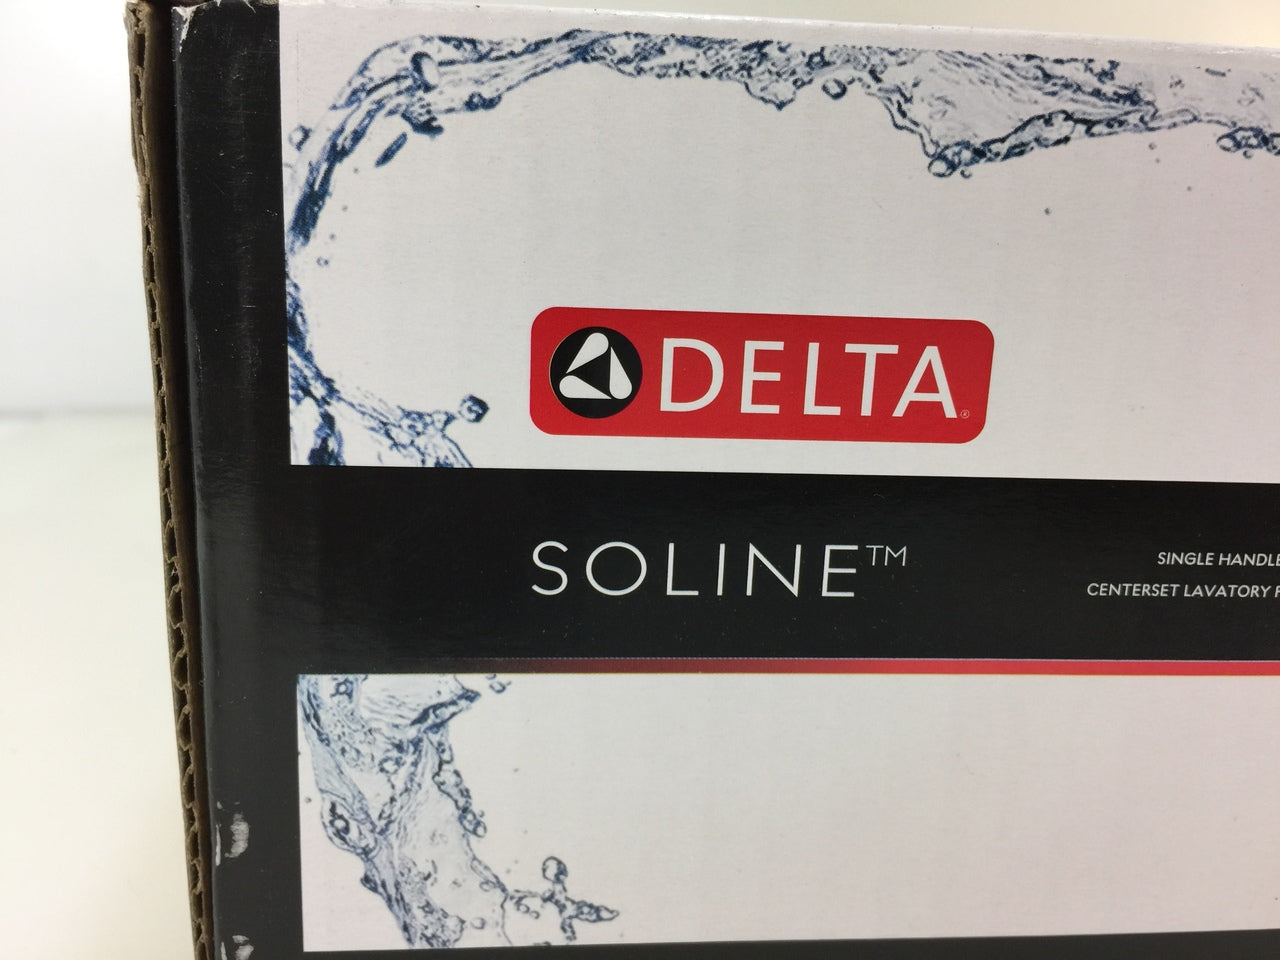 DELTA®
SOLINE™
SINGLE HANDLE
CENTERSET LAVATORY